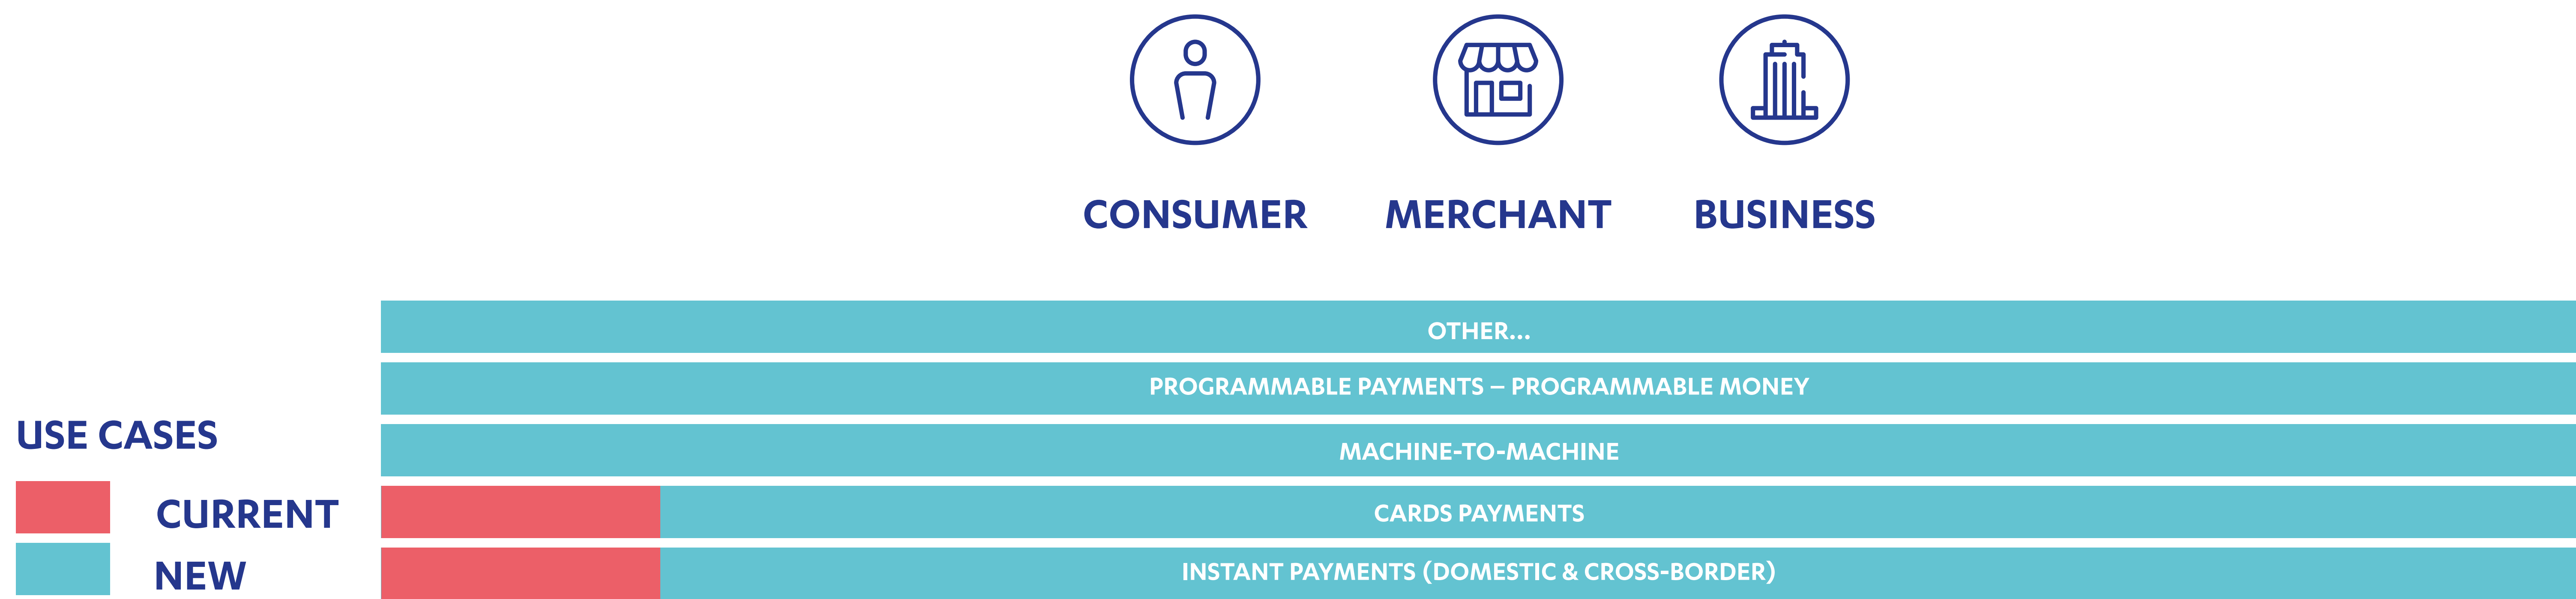 CONSUMER
MERCHANT
BUSINESS
OTHER...
PROGRAMMABLE PAYMENTS – PROGRAMMABLE MONEY
MACHINE-TO-MACHINE
CARDS PAYMENTS
INSTANT PAYMENTS (DOMESTIC & CROSS-BORDER)
USE CASES
CURRENT
NEW